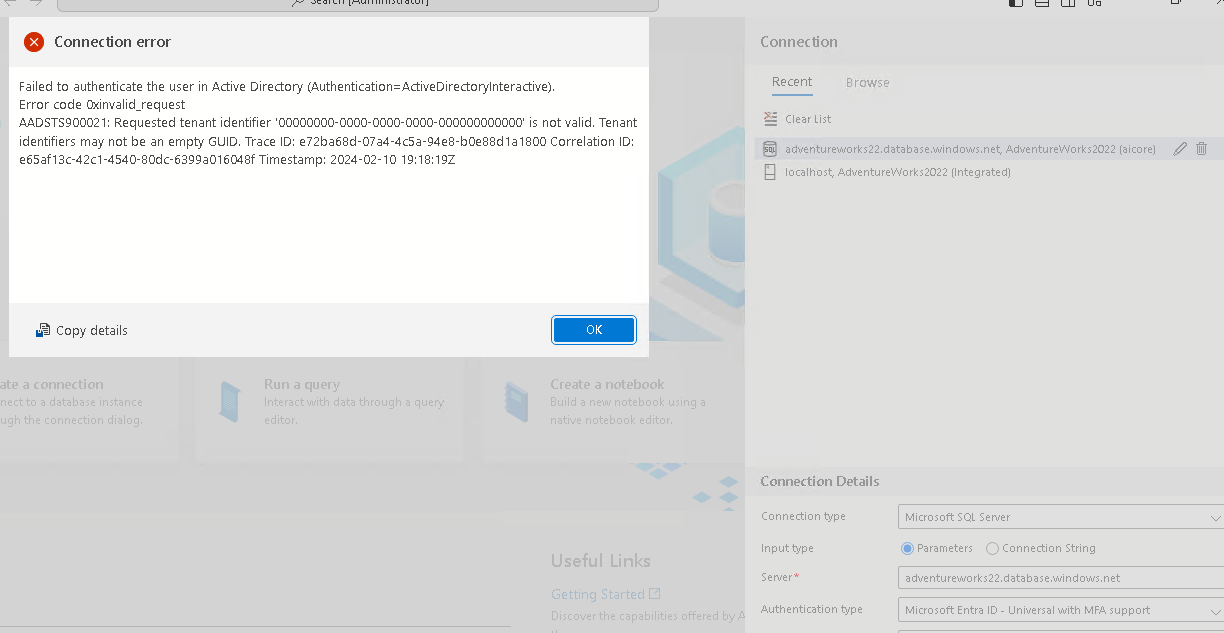 Search [Administrator]
Connection error
Failed to authenticate the user in Active Directory (Authentication=ActiveDirectoryInteractive).
Error code 0xinvalid_request
AADSTS900021: Requested tenant identifier '00000000-0000-0000-0000-000000000000' is not valid. Tenant
identifiers may not be an empty GUID. Trace ID: e72ba68d-07a4-4c5a-94e8-b0e88d1a1800 Correlation ID:
e65af13c-42c1-4540-80dc-6399a016048f Timestamp: 2024-02-10 19:18:19Z
Copy details
OK
ate a connection
nect to a database instance
ugh the connection dialog.
Run a query
Interact with data through a query
editor.
Create a notebook
Build a new notebook using a
native notebook editor.
Useful Links
Getting Started
Discover the capabilities offered by A
Connection
Recent
Browse
Clear List
SQL
adventureworks22.database.windows.net, AdventureWorks2022 (aicore)
localhost, AdventureWorks2022 (Integrated)
Connection Details
Connection type
Microsoft SQL Server
Input type
Parameters
Connection String
Server*
adventureworks22.database.windows.net
Authentication type
Microsoft Entra ID - Universal with MFA support